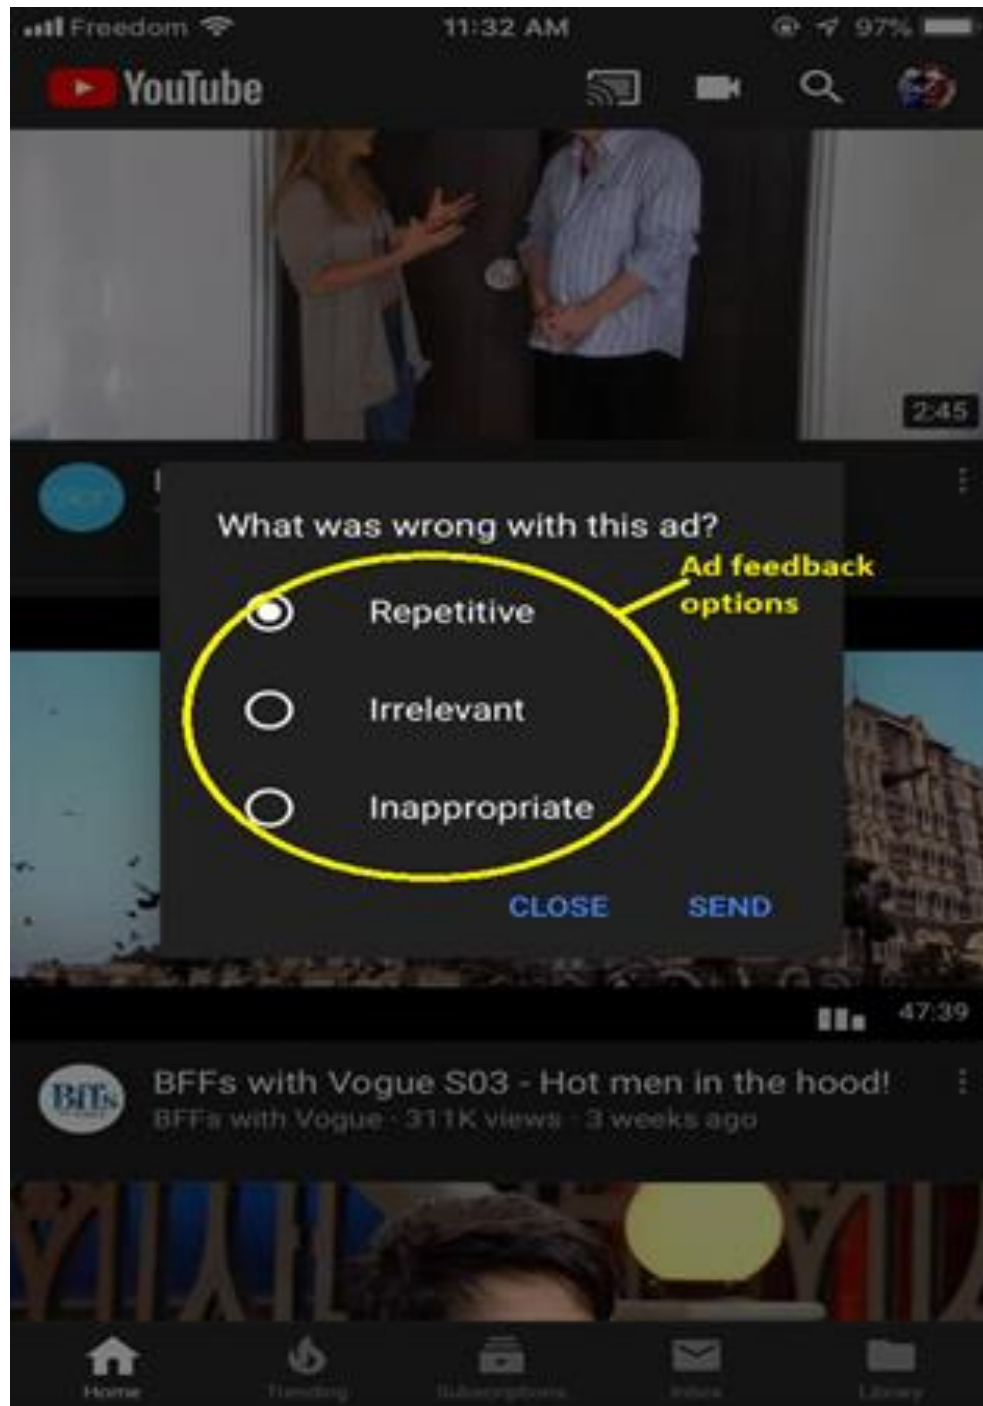 Freedom 11:32 AM 97%
YouTube
2:45
What was wrong with this ad?
Ad feedback
options
Repetitive
Irrelevant
Inappropriate
CLOSE SEND
47:39
BFFs
BFFs with Vogue S03 - Hot men in the hood!
BFFs with Vogue · 311K views · 3 weeks ago
Home Trending Subscriptions Inbox Library